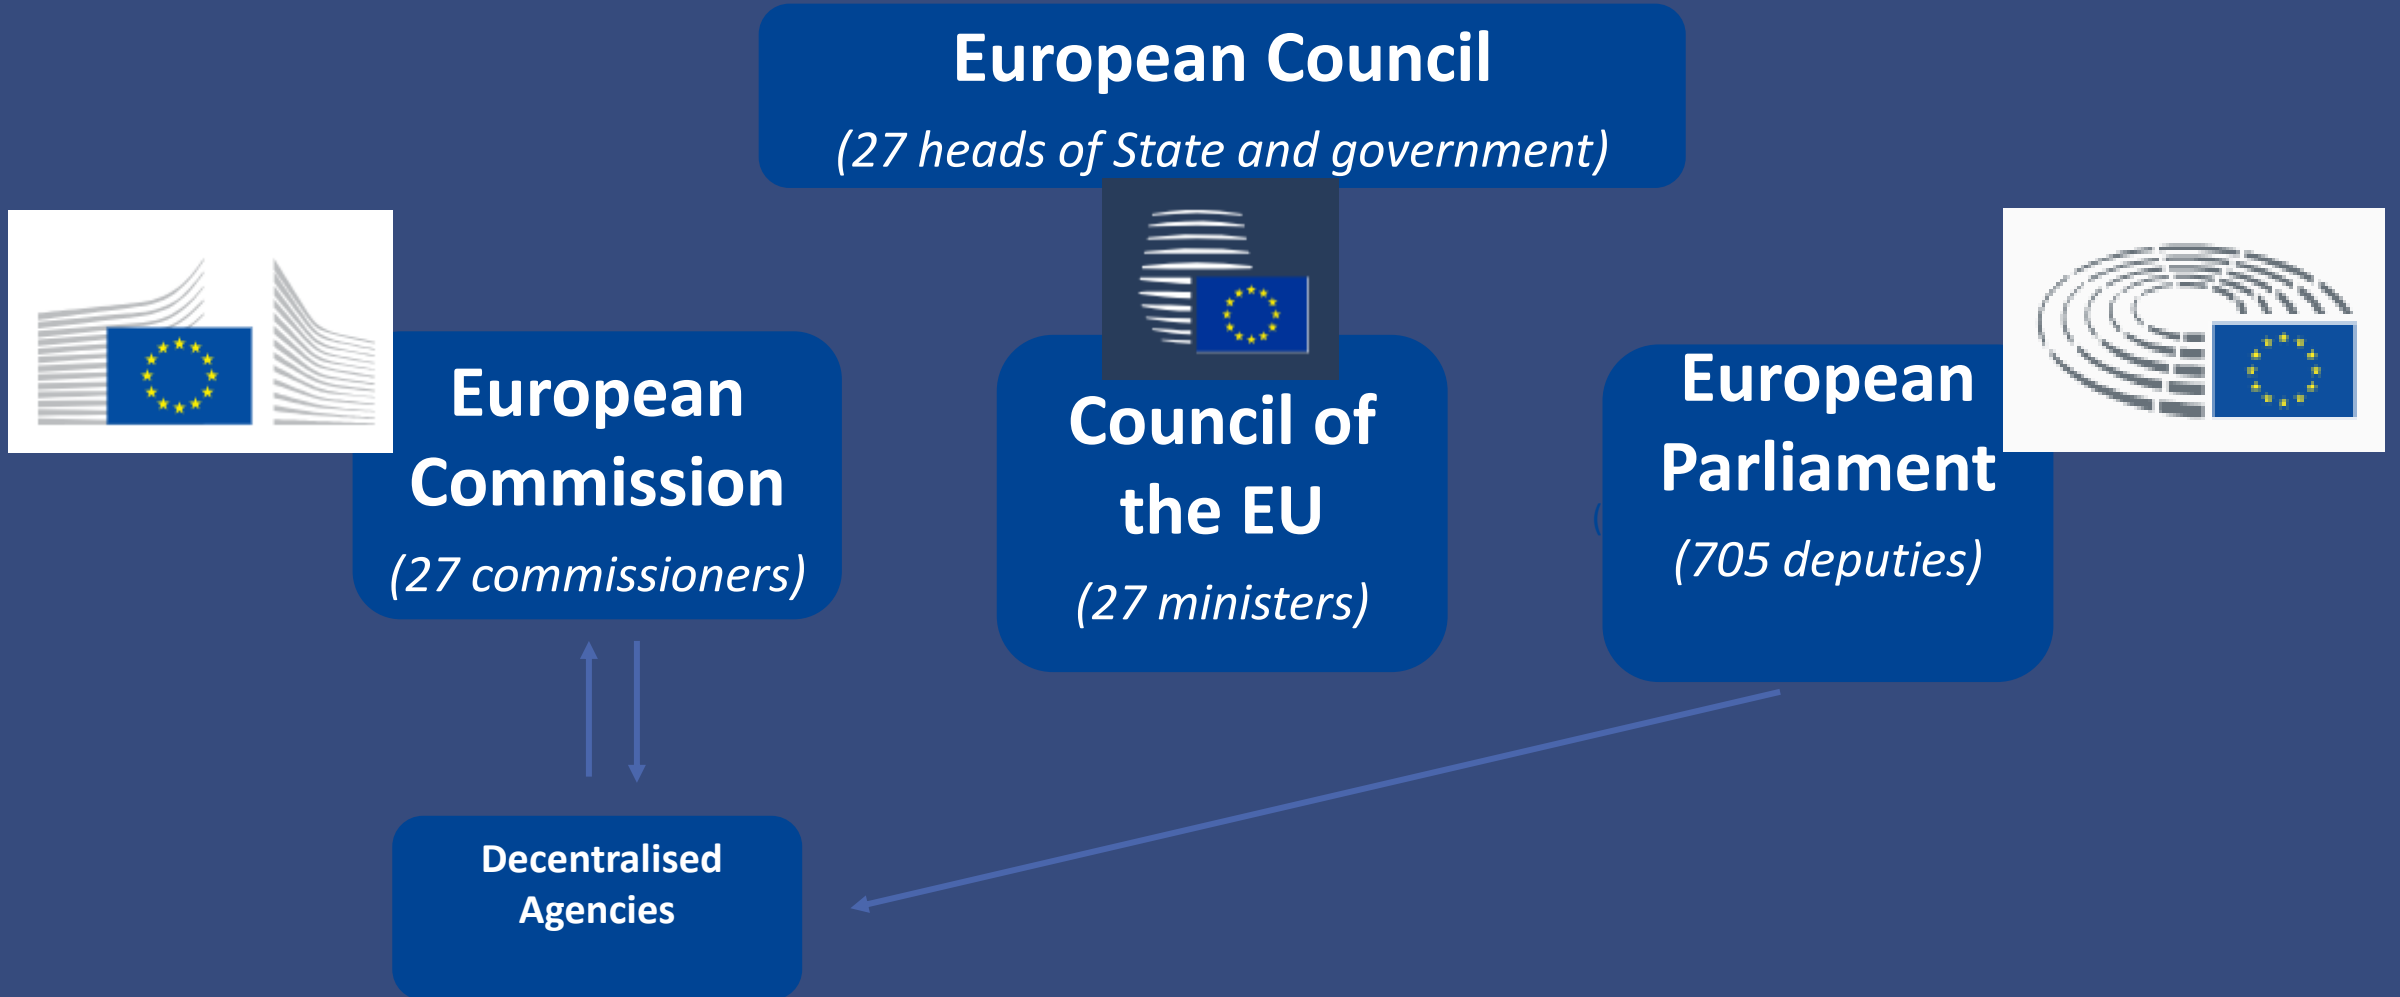 European Council
(27 heads of State and government)
European
Commission
(27 commissioners)
Council of
the EU
(27 ministers)
European
Parliament
(705 deputies)
(
Decentralised
Agencies